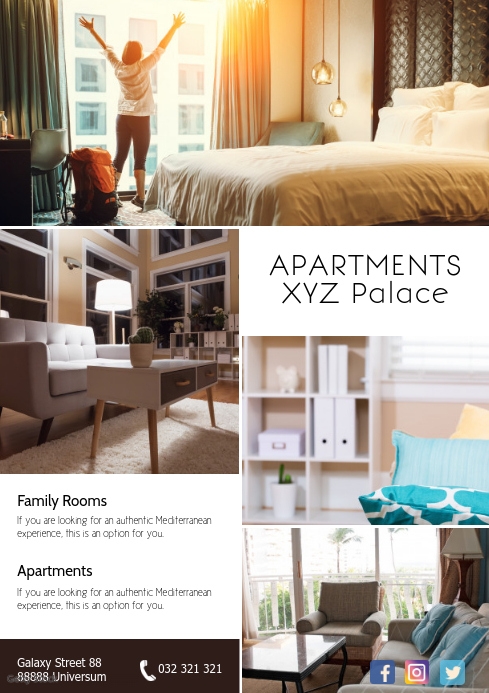 APARTMENTS
XYZ Palace
Family Rooms
If you are looking for an authentic Mediterranean
experience, this is an option for you.
Apartments
If you are looking for an authentic Mediterranean
experience, this is an option for you.
Galaxy Street 88
88888 Universum
032 321 321